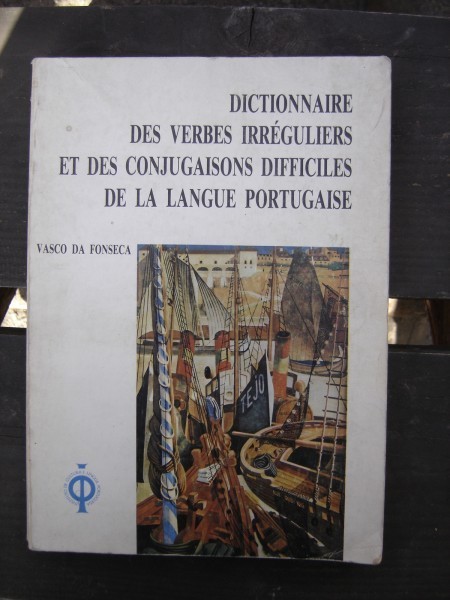 DICTIONNAIRE
DES VERBES IRRÉGULIERS
ET DES CONJUGAISONS DIFFICILES
DE LA LANGUE PORTUGAISE
VASCO DA FONSECA
TEJO